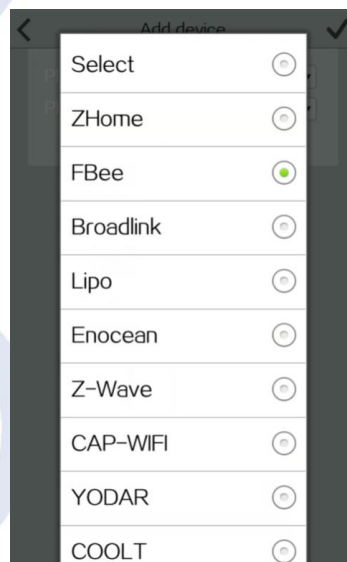 Add device
Select
ZHome
FBee
Broadlink
Lipo
Enocean
Z-Wave
CAP-WIFI
YODAR
COOLT